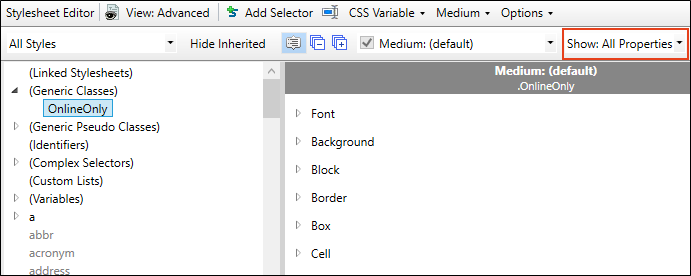 Stylesheet Editor View: Advanced Add Selector CSS Variable Medium Options
All Styles Hide Inherited Medium: (default) Show: All Properties
(Linked Stylesheets)
(Generic Classes)
OnlineOnly
(Generic Pseudo Classes)
(Identifiers)
(Complex Selectors)
(Custom Lists)
(Variables)
a
abbr
acronym
address
Medium: (default)
.OnlineOnly
Font
Background
Block
Border
Box
Cell